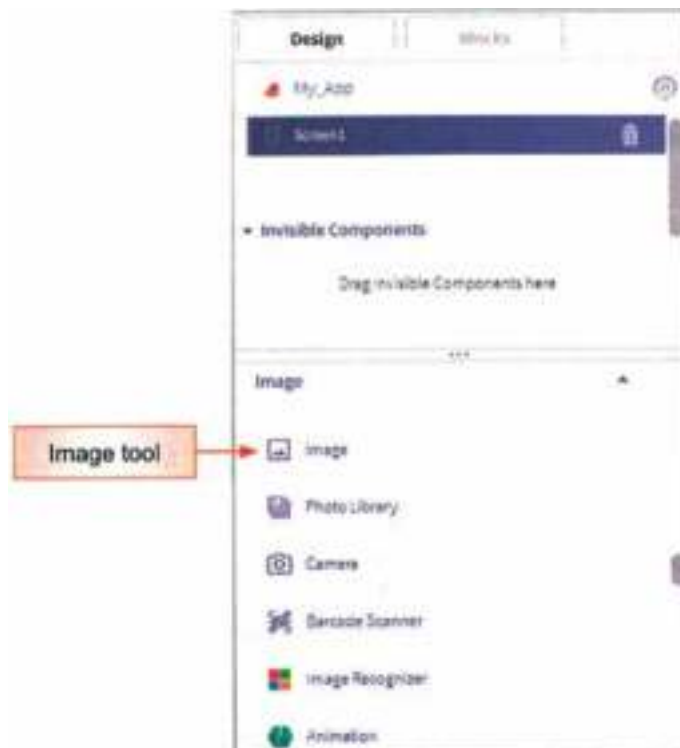 Design Blocks
My_App
Screen1
Invisible Components
Drag Invisible Components here
Image
Image tool
Image
Photo Library
Camera
Barcode Scanner
Image Recognizer
Animation